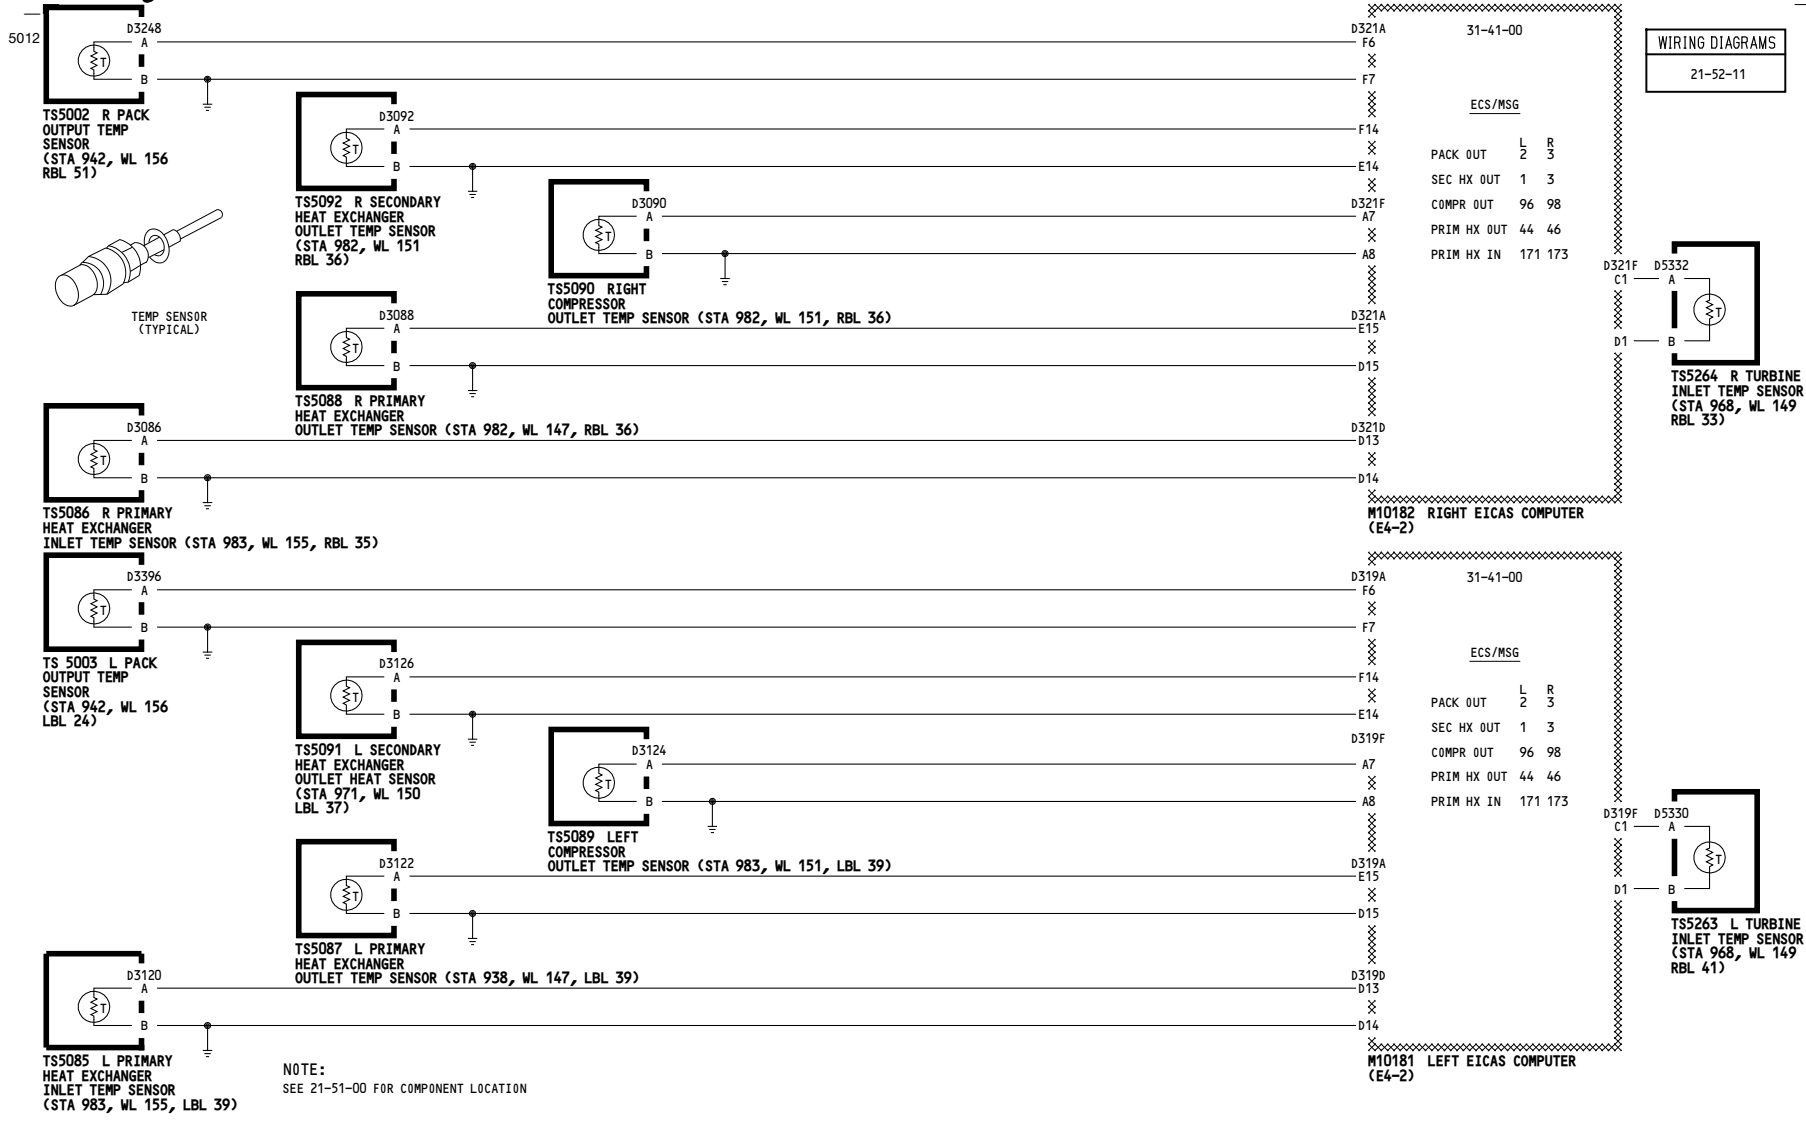 5012
D3248
A
B
TS5002 R PACK
OUTPUT TEMP
SENSOR
(STA 942, WL 156
RBL 51)
D3092
A
B
TS5092 R SECONDARY
HEAT EXCHANGER
OUTLET TEMP SENSOR
(STA 982, WL 151
RBL 36)
D3090
A
B
TS5090 RIGHT
COMPRESSOR
OUTLET TEMP SENSOR (STA 982, WL 151, RBL 36)
TEMP SENSOR
(TYPICAL)
D3088
A
B
TS5088 R PRIMARY
HEAT EXCHANGER
OUTLET TEMP SENSOR (STA 982, WL 147, RBL 36)
D3086
A
B
TS5086 R PRIMARY
HEAT EXCHANGER
INLET TEMP SENSOR (STA 983, WL 155, RBL 35)
D321A
F6
F7
F14
E14
D321F
A7
A8
D321A
E15
D15
D321D
D13
D14
31-41-00
ECS/MSG
L R
PACK OUT 2 3
SEC HX OUT 1 3
COMPR OUT 96 98
PRIM HX OUT 44 46
PRIM HX IN 171 173
M10182 RIGHT EICAS COMPUTER
(E4-2)
WIRING DIAGRAMS
21-52-11
D321F D5332
C1 A
D1 B
T
TS5264 R TURBINE
INLET TEMP SENSOR
(STA 968, WL 149
RBL 33)
D3396
A
B
TS 5003 L PACK
OUTPUT TEMP
SENSOR
(STA 942, WL 156
LBL 24)
D3126
A
B
TS5091 L SECONDARY
HEAT EXCHANGER
OUTLET HEAT SENSOR
(STA 971, WL 150
LBL 37)
D3124
A
B
TS5089 LEFT
COMPRESSOR
OUTLET TEMP SENSOR (STA 983, WL 151, LBL 39)
D3122
A
B
TS5087 L PRIMARY
HEAT EXCHANGER
OUTLET TEMP SENSOR (STA 938, WL 147, LBL 39)
D3120
A
B
TS5085 L PRIMARY
HEAT EXCHANGER
INLET TEMP SENSOR
(STA 983, WL 155, LBL 39)
D319A
F6
F7
F14
E14
D319F
A7
A8
D319A
E15
D15
D319D
D13
D14
31-41-00
ECS/MSG
L R
PACK OUT 2 3
SEC HX OUT 1 3
COMPR OUT 96 98
PRIM HX OUT 44 46
PRIM HX IN 171 173
M10181 LEFT EICAS COMPUTER
(E4-2)
D319F D5330
C1 A
D1 B
T
TS5263 L TURBINE
INLET TEMP SENSOR
(STA 968, WL 149
RBL 41)
NOTE:
SEE 21-51-00 FOR COMPONENT LOCATION